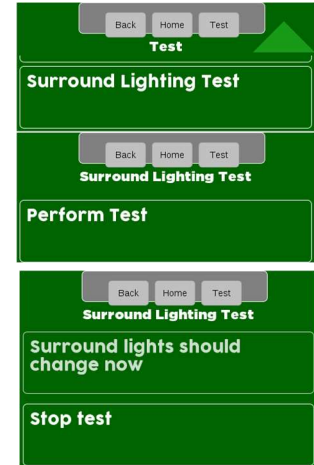 Back Home Test
Test
Surround Lighting Test
Back Home Test
Surround Lighting Test
Perform Test
Back Home Test
Surround Lighting Test
Surround lights should
change now
Stop test